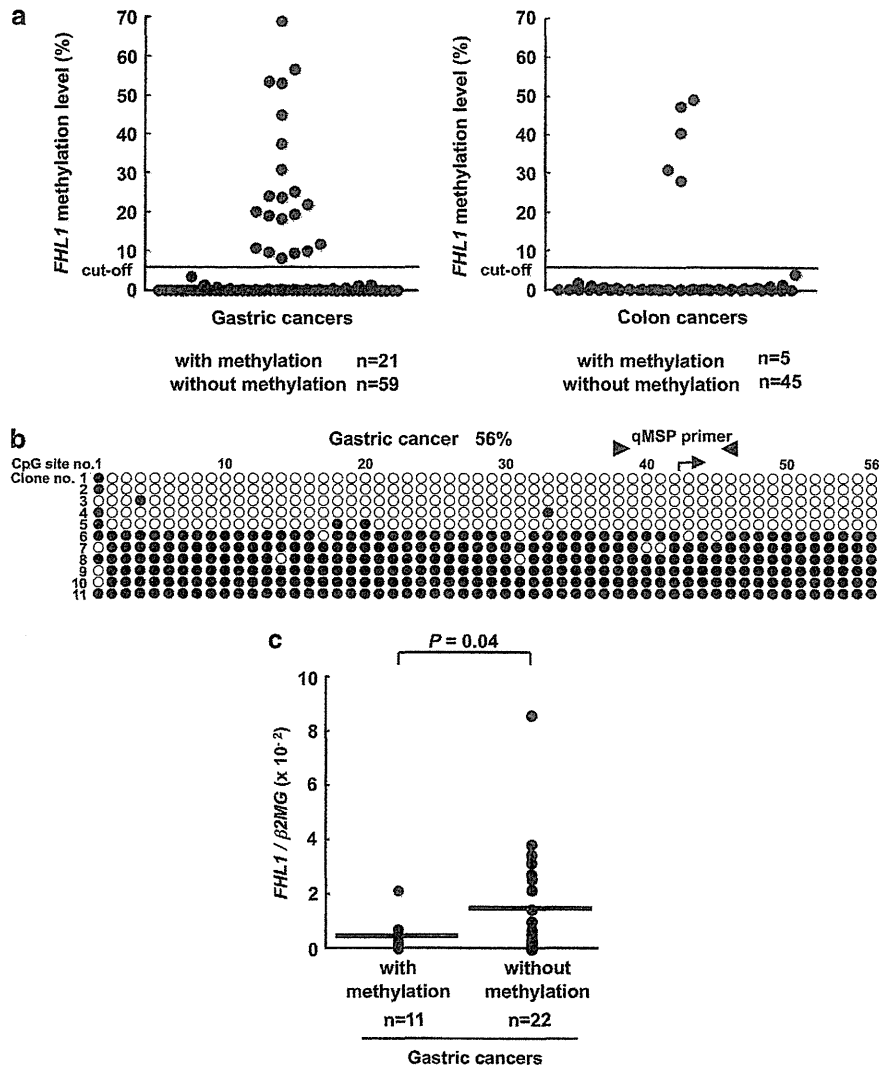 a
FHL1 methylation level (%)
70
60
50
40
30
20
10
cut-off
0
Gastric cancers
with methylation n=21
without methylation n=59
FHL1 methylation level (%)
70
60
50
40
30
20
10
cut-off
0
Colon cancers
with methylation n=5
without methylation n=45
b
Gastric cancer 56%
qMSP primer
CpG site no.1 10 20 30 40 50 56
Clone no. 1
2
3
4
5
6
7
8
9
10
11
c
P = 0.04
FHL1 / β2MG (x 10⁻²)
10
8
6
4
2
0
with methylation
without methylation
n=11
n=22
Gastric cancers